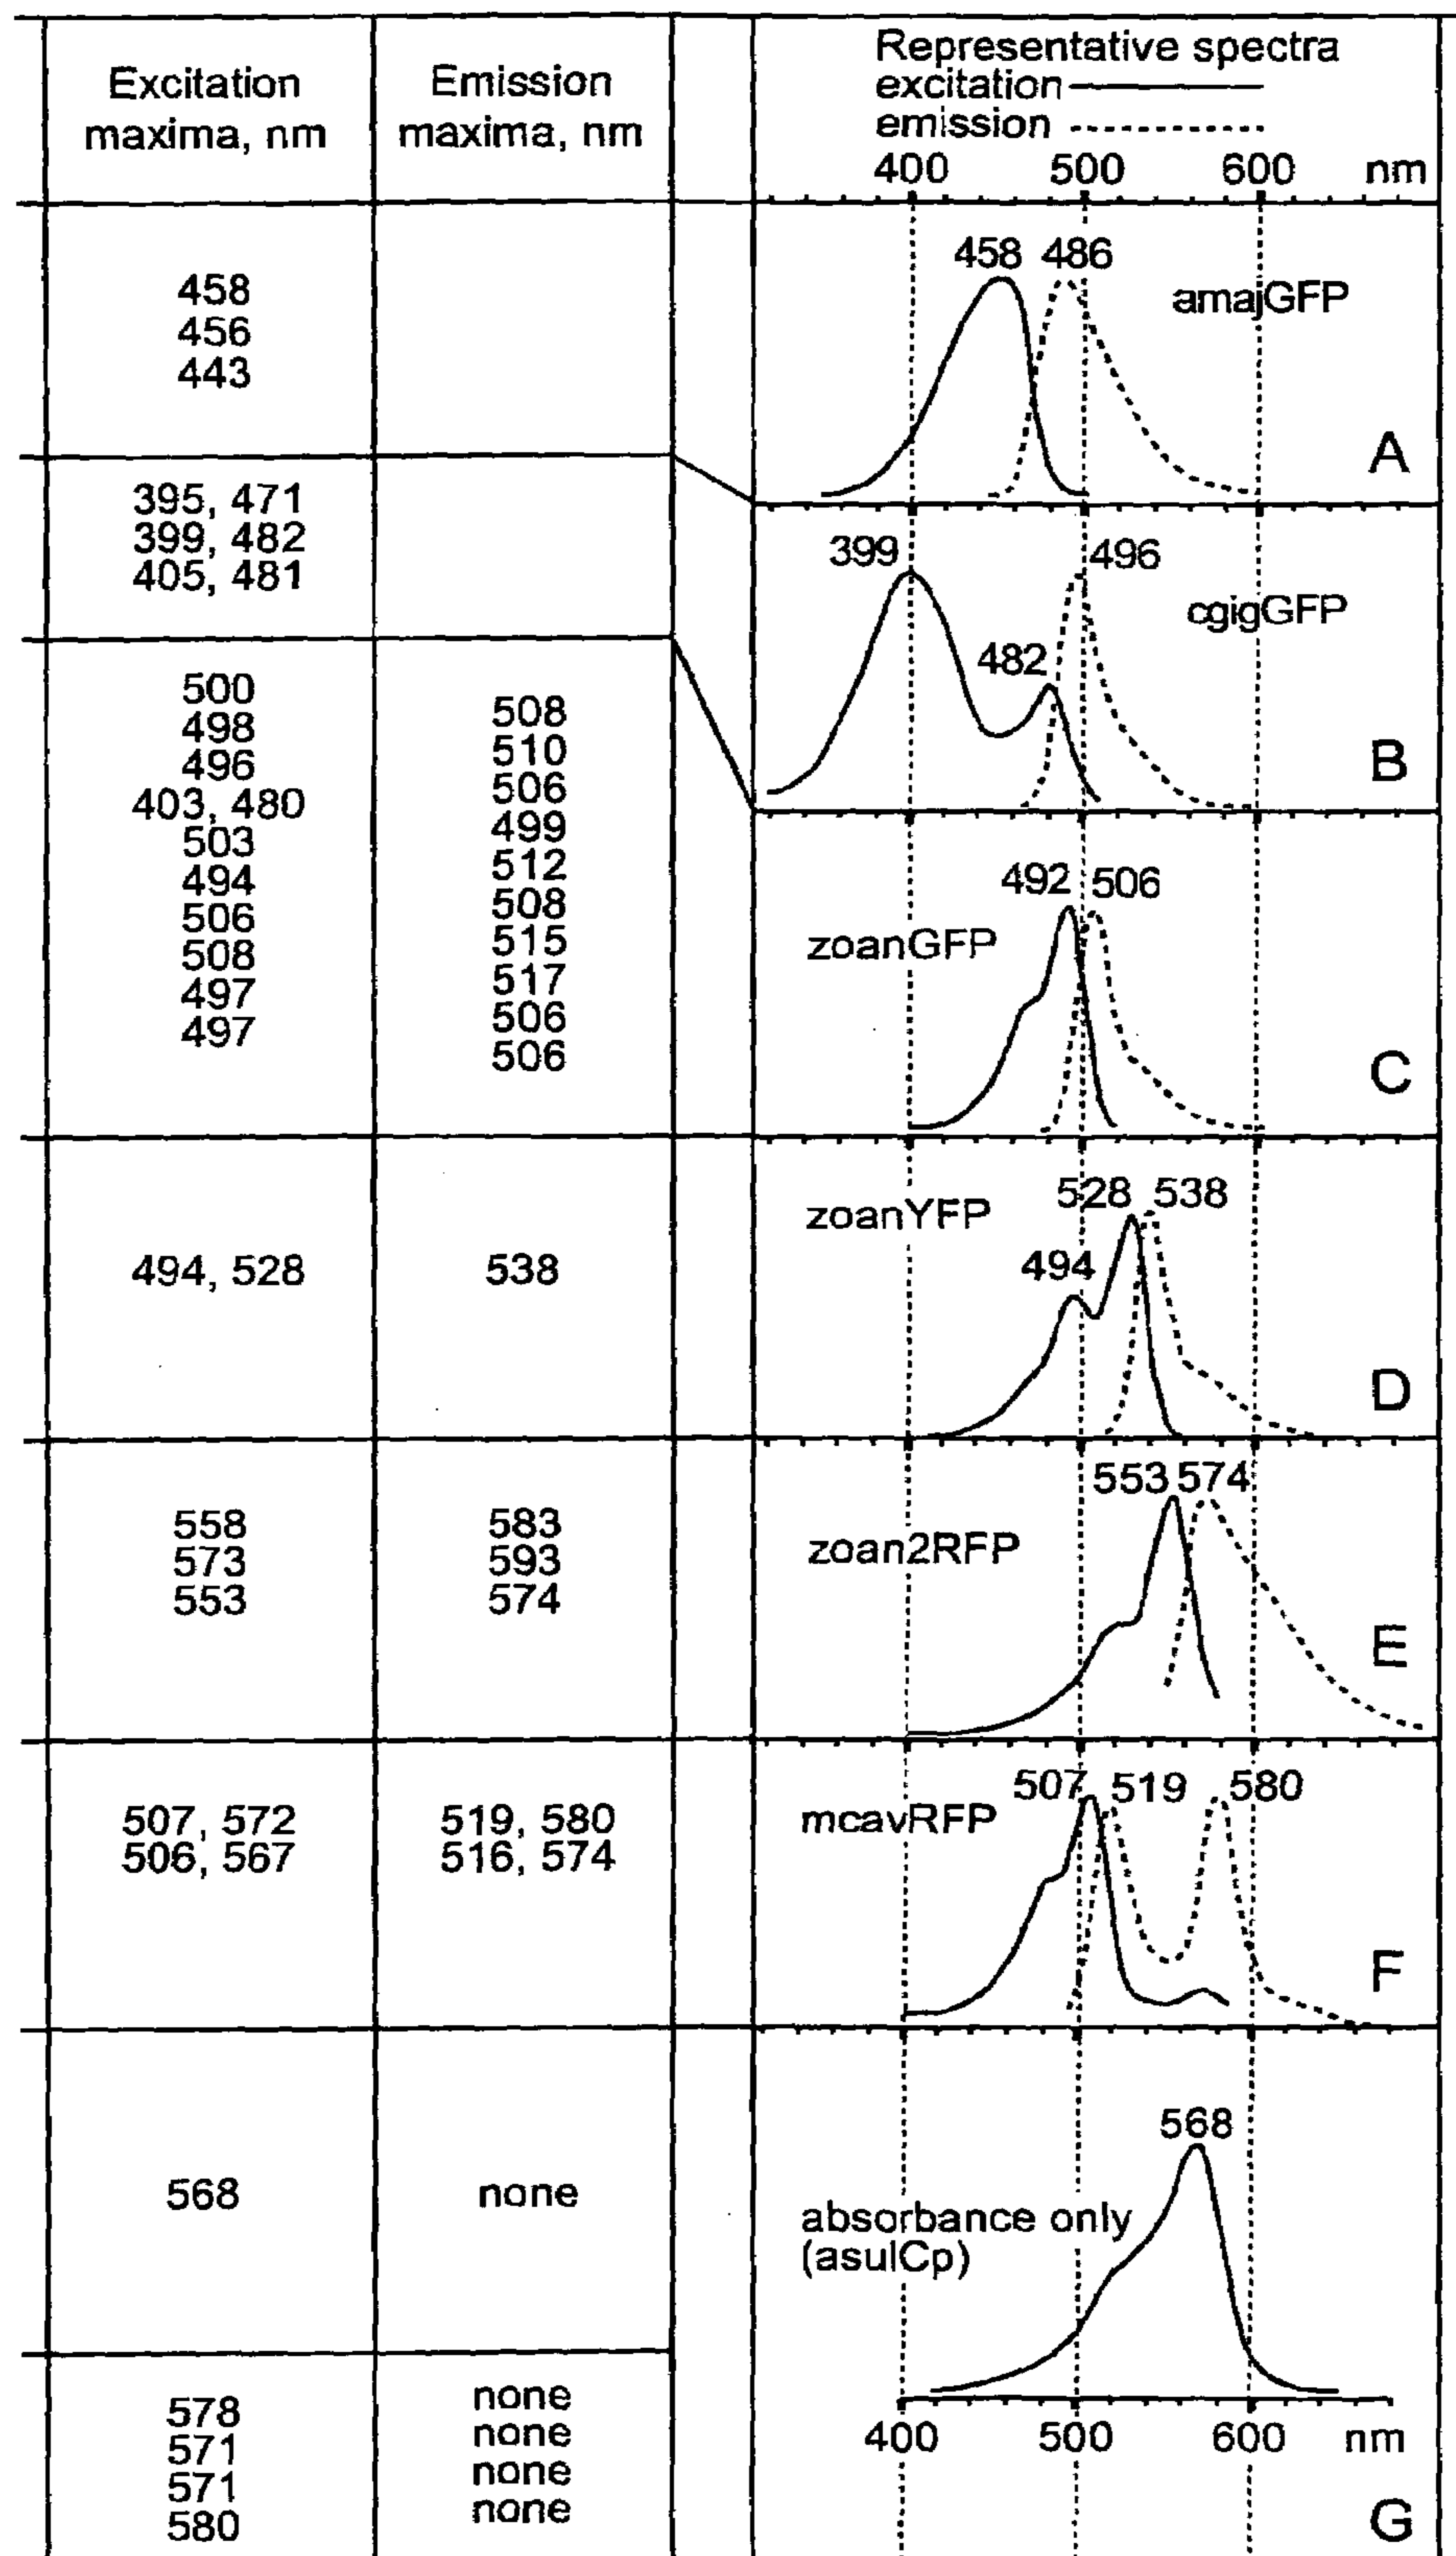 Excitation
maxima, nm
Emission
maxima, nm
Representative spectra
excitation
emission
400 500 600 nm
458
456
443
458 486
amajGFP
A
395, 471
399, 482
405, 481
399 496
cgigGFP
482
B
500
498
496
403, 480
503
494
506
508
497
497
508
510
506
499
512
508
515
517
506
506
492 506
zoanGFP
C
494, 528
538
zoanYFP
528 538
494
D
558
573
553
583
593
574
553 574
zoan2RFP
E
507, 572
506, 567
519, 580
516, 574
507 519 580
mcavRFP
F
568
none
568
absorbance only
(asulCp)
400 500 600 nm
578
571
571
580
none
none
none
none
G